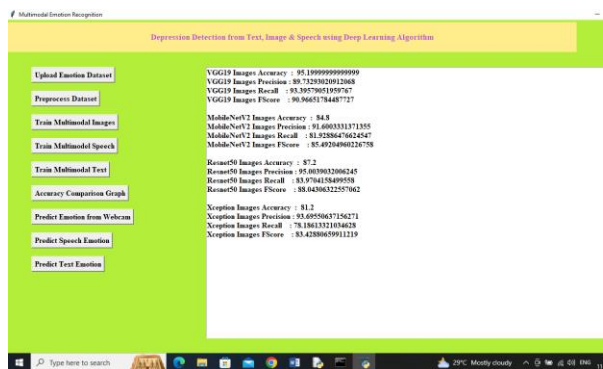 Multimodal Emotion Recognition
Depression Detection from Text, Image & Speech using Deep Learning Algorithm
Upload Emotion Dataset
Preprocess Dataset
Train Multimodal Images
Train Multimodel Speech
Train Multimodal Text
Accuracy Comparison Graph
Predict Emotion from Webcam
Predict Speech Emotion
Predict Text Emotion
VGG19 Images Accuracy : 95.19999999999999
VGG19 Images Precision : 89.73293020912068
VGG19 Images Recall : 93.39579051959767
VGG19 Images FScore : 90.96651784487727
MobileNetV2 Images Accuracy : 84.8
MobileNetV2 Images Precision : 91.6003331371355
MobileNetV2 Images Recall : 81.92886476624547
MobileNetV2 Images FScore : 85.49204960226758
Resnet50 Images Accuracy : 87.2
Resnet50 Images Precision : 95.0039032006245
Resnet50 Images Recall : 83.9704158499558
Resnet50 Images FScore : 88.04306322557062
Xception Images Accuracy : 81.2
Xception Images Precision : 93.69550637156271
Xception Images Recall : 78.18613321034628
Xception Images FScore : 83.42880659911219
Type here to search
29°C Mostly cloudy
ENG
11